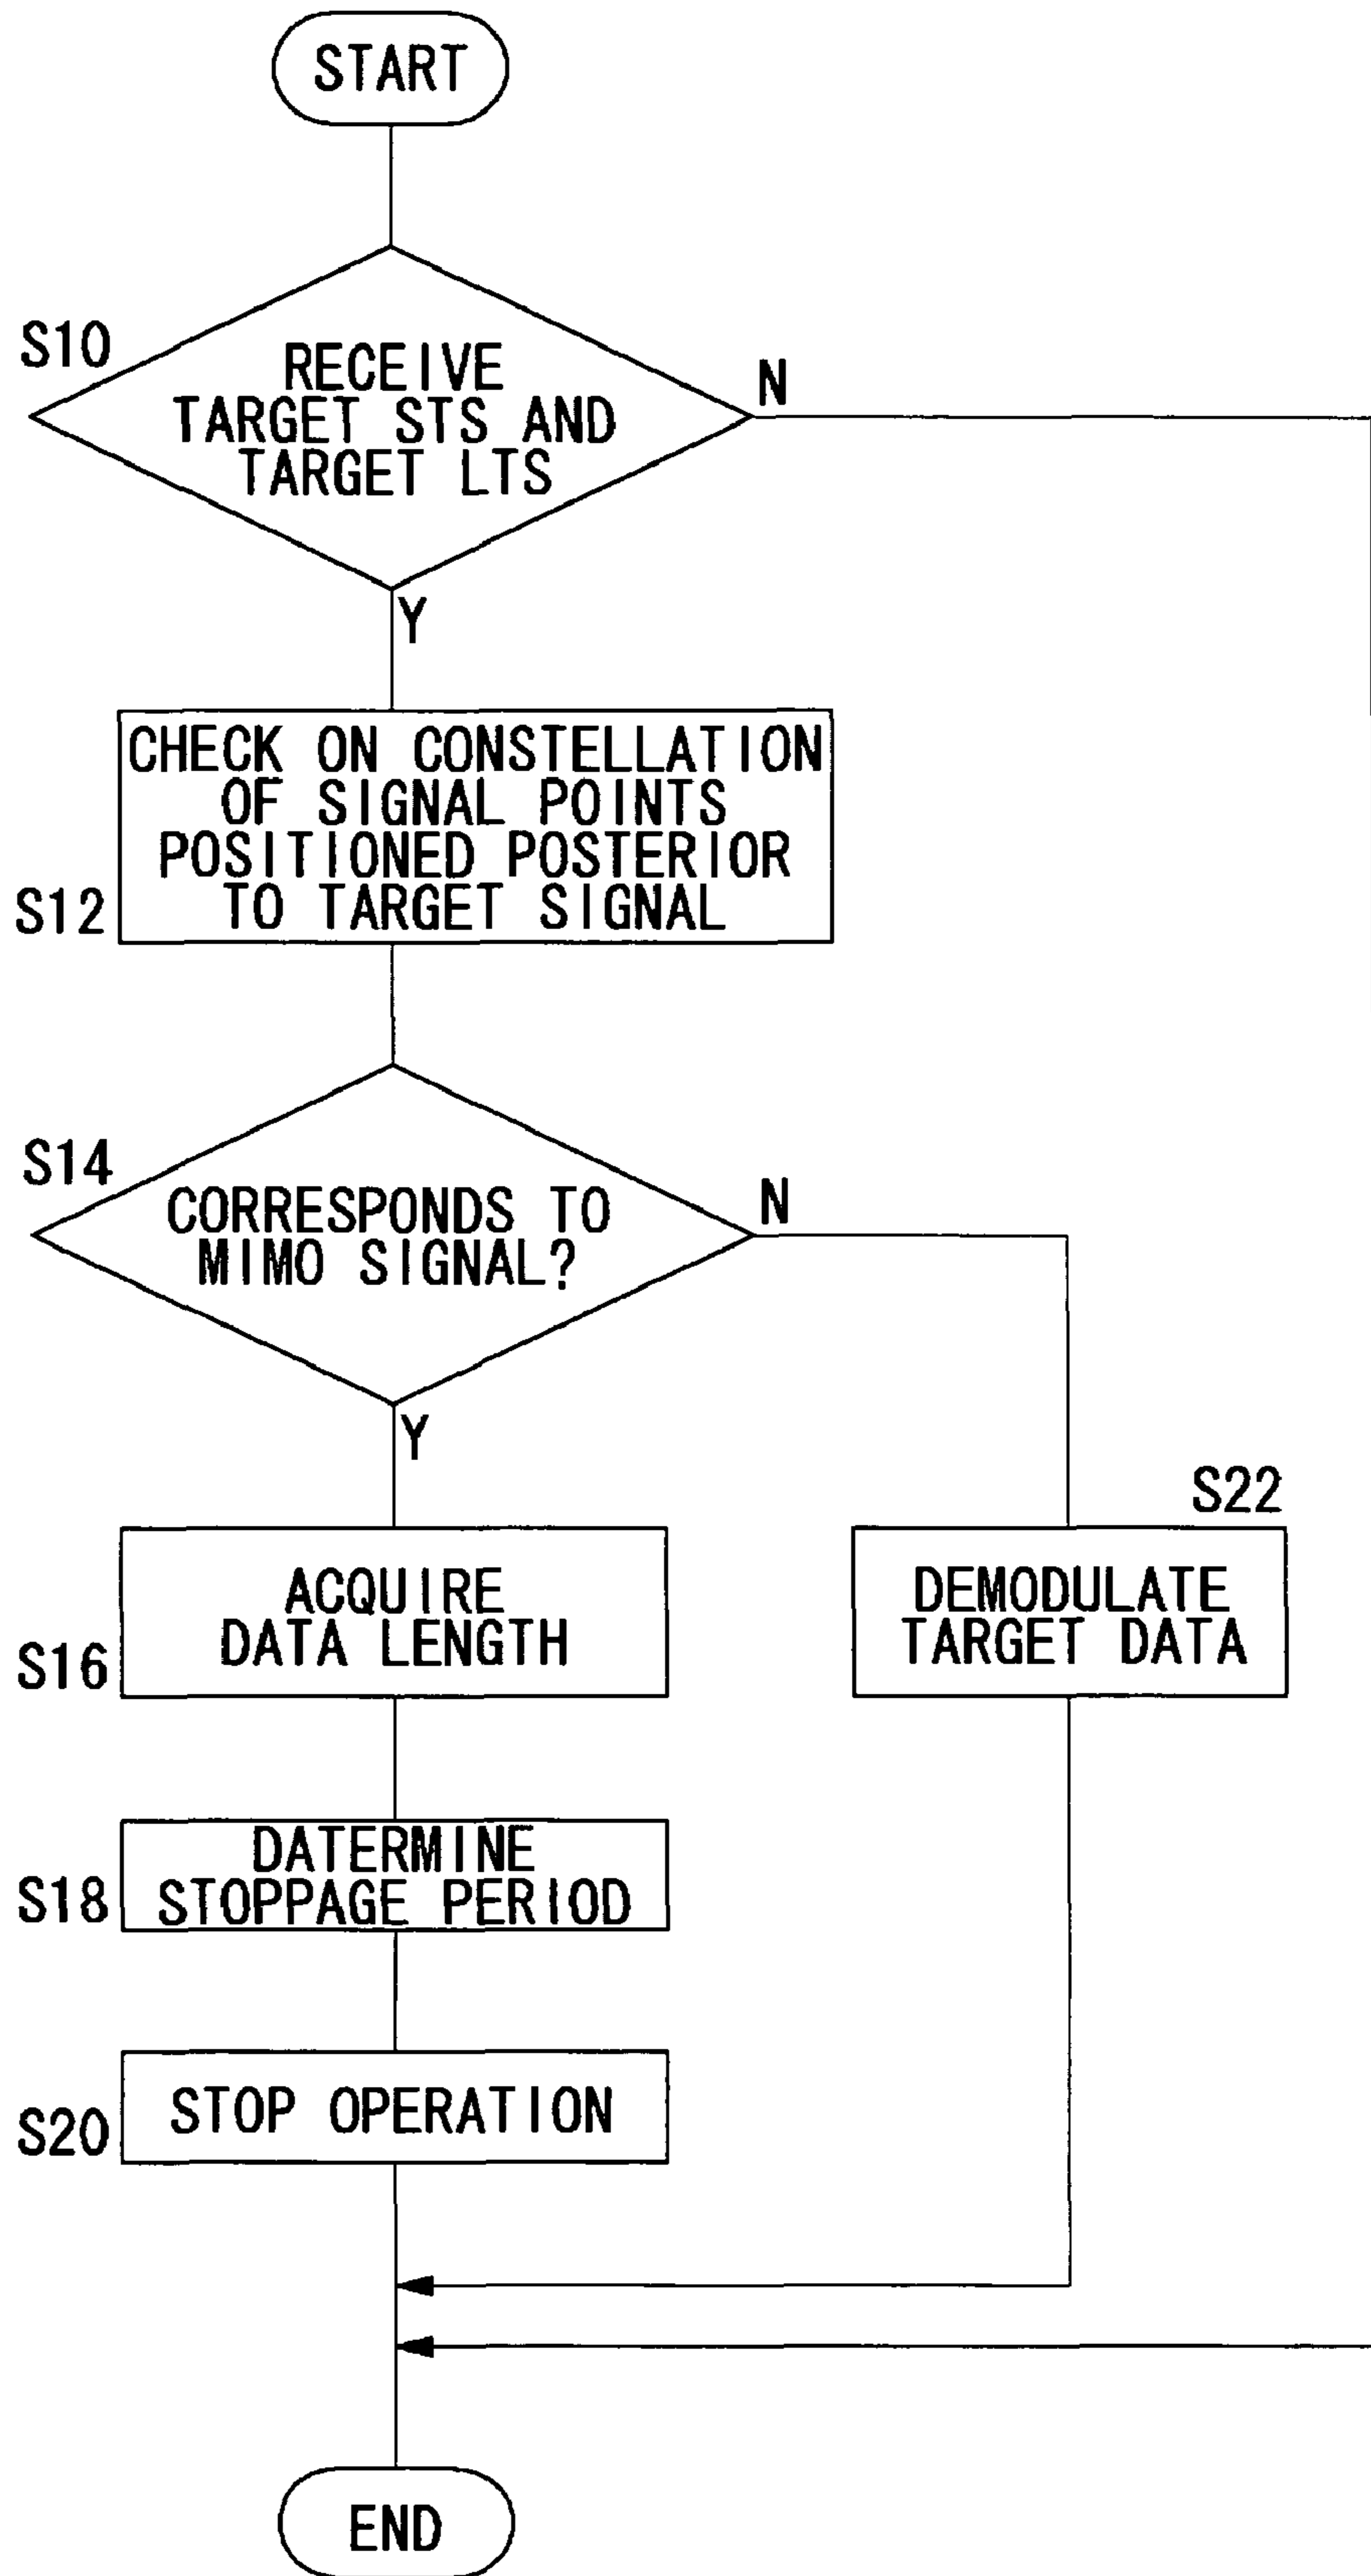 START
S10
RECEIVE
TARGET STS AND
TARGET LTS
N
Y
CHECK ON CONSTELLATION
OF SIGNAL POINTS
POSITIONED POSTERIOR
TO TARGET SIGNAL
S12
S14
CORRESPONDS TO
MIMO SIGNAL?
N
Y
S22
ACQUIRE
DATA LENGTH
S16
DEMODULATE
TARGET DATA
DATERMINE
STOPPAGE PERIOD
S18
STOP OPERATION
S20
END